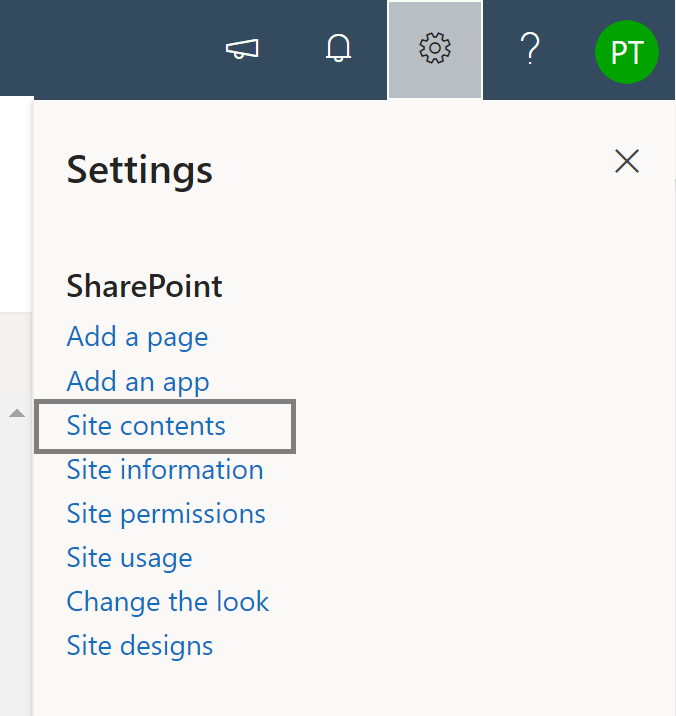 PT
Settings
SharePoint
Add a page
Add an app
Site contents
Site information
Site permissions
Site usage
Change the look
Site designs